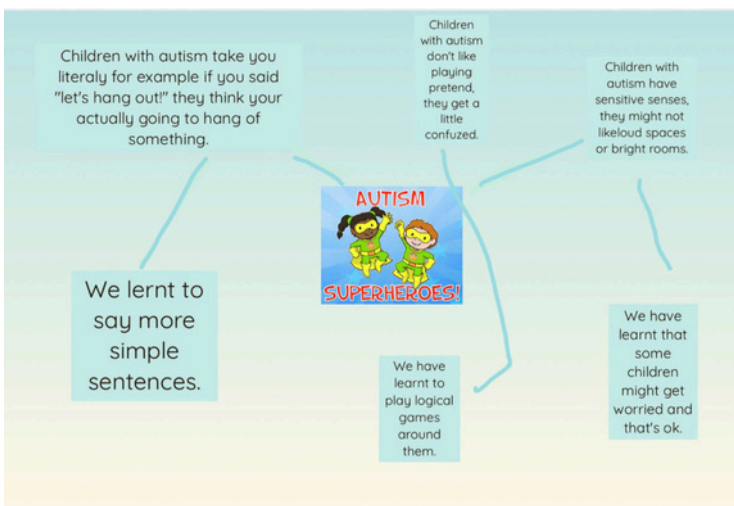 Children with autism take you
literaly for example if you said
"let's hang out!" they think your
actually going to hang of
something.
Children
with autism
don't like
playing
pretend,
they get a
little
confuzed.
Children with
autism have
sensitive senses,
they might not
likeloud spaces
or bright rooms.
AUTISM
SUPERHEROES!
We lernt to
say more
simple
sentences.
We have
learnt to
play logical
games
around
them.
We have
learnt that
some
children
might get
worried and
that's ok.